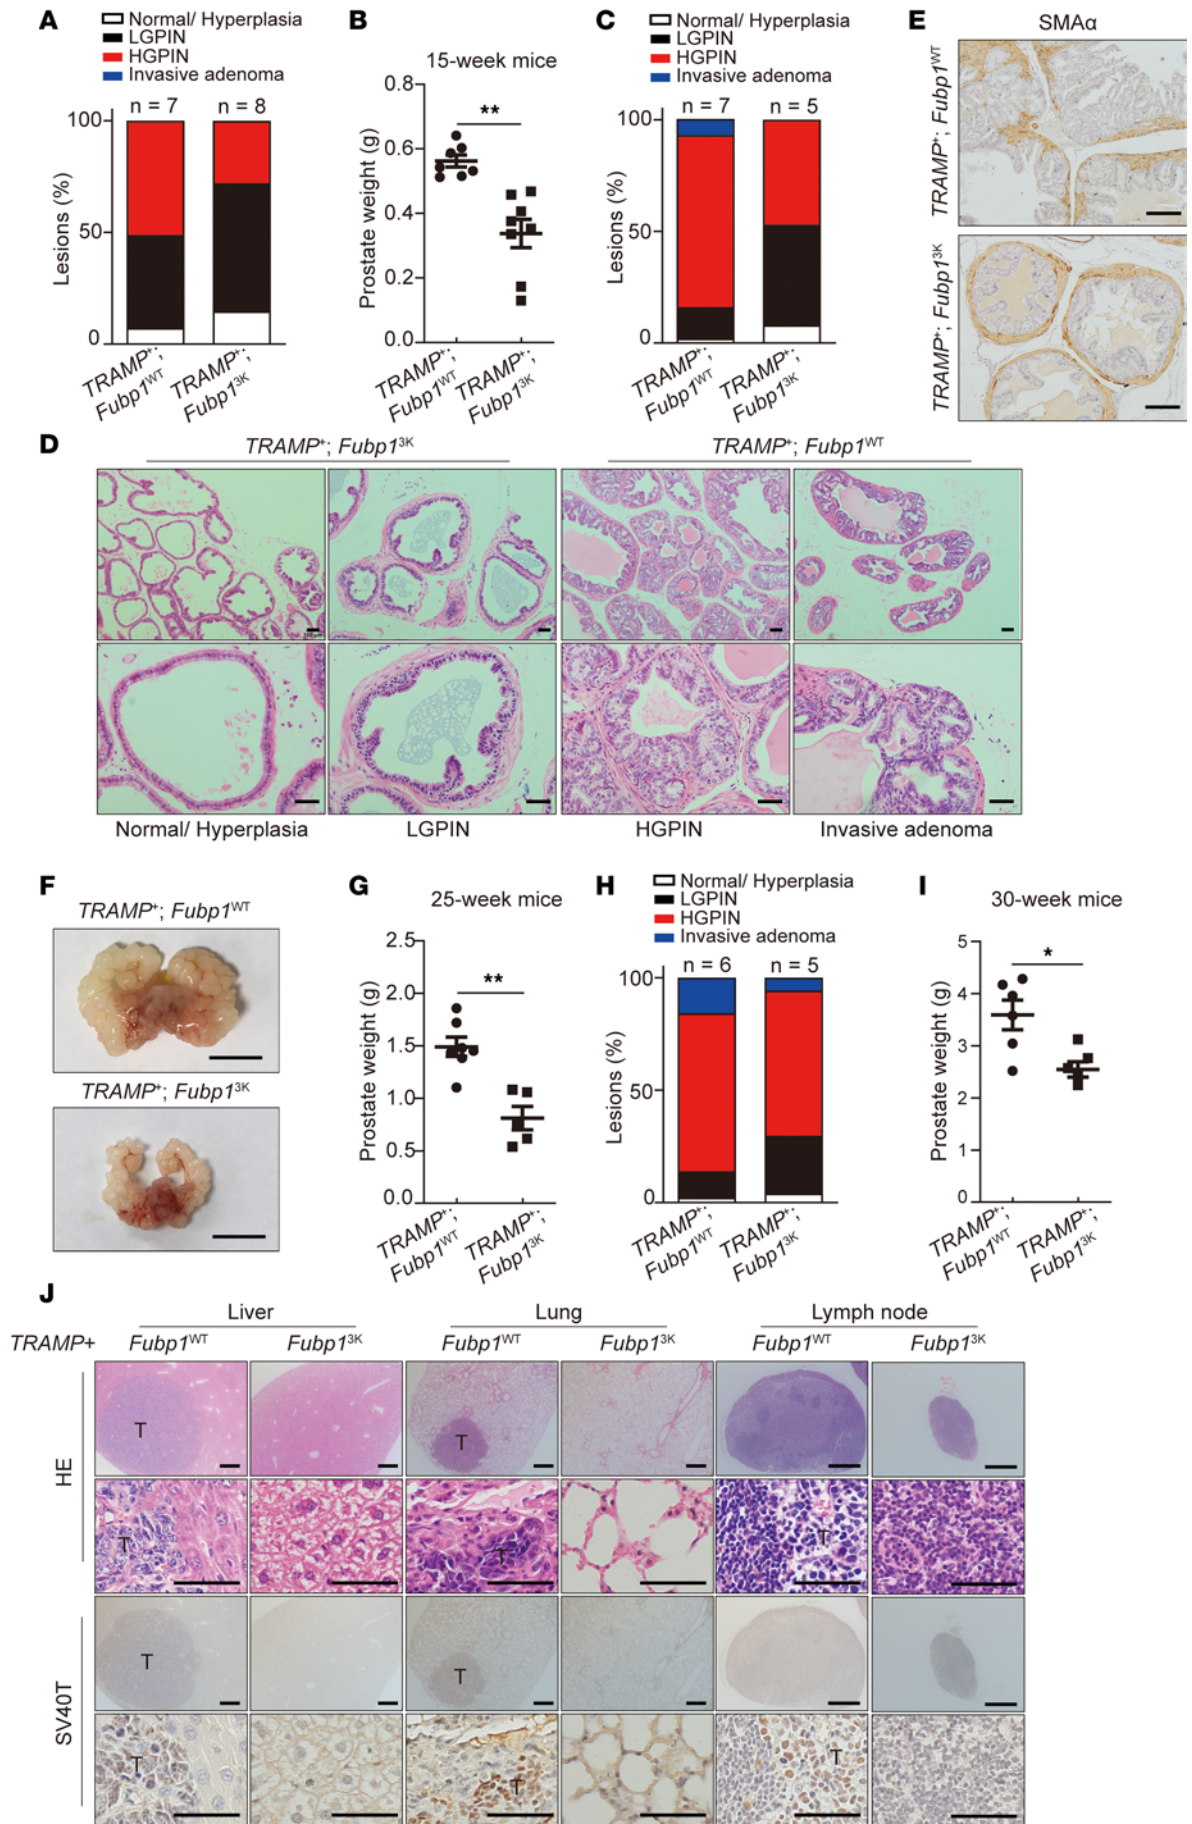 A
Normal/ Hyperplasia
LGPIN
HGPIN
Invasive adenoma
n = 7
n = 8
100
50
0
Lesions (%)
TRAMP⁺;
Fubp1ᵂᵀ
TRAMP⁺;
Fubp1³ᴷ
B
15-week mice
0.8
0.6
0.4
0.2
0.0
Prostate weight (g)
**
TRAMP⁺;
Fubp1ᵂᵀ
TRAMP⁺;
Fubp1³ᴷ
C
Normal/ Hyperplasia
LGPIN
HGPIN
Invasive adenoma
n = 7
n = 5
100
50
0
Lesions (%)
TRAMP⁺;
Fubp1ᵂᵀ
TRAMP⁺;
Fubp1³ᴷ
E
SMAα
TRAMP⁺; Fubp1ᵂᵀ
TRAMP⁺; Fubp1³ᴷ
D
TRAMP⁺; Fubp1³ᴷ
TRAMP⁺; Fubp1ᵂᵀ
Normal/ Hyperplasia
LGPIN
HGPIN
Invasive adenoma
F
TRAMP⁺; Fubp1ᵂᵀ
TRAMP⁺; Fubp1³ᴷ
G
25-week mice
2.5
2.0
1.5
1.0
0.5
0.0
Prostate weight (g)
**
TRAMP⁺;
Fubp1ᵂᵀ
TRAMP⁺;
Fubp1³ᴷ
H
Normal/ Hyperplasia
LGPIN
HGPIN
Invasive adenoma
n = 6
n = 5
100
50
0
Lesions (%)
TRAMP⁺;
Fubp1ᵂᵀ
TRAMP⁺;
Fubp1³ᴷ
I
30-week mice
5
4
3
2
1
0
Prostate weight (g)
*
TRAMP⁺;
Fubp1ᵂᵀ
TRAMP⁺;
Fubp1³ᴷ
J
Liver
Lung
Lymph node
TRAMP+
Fubp1ᵂᵀ
Fubp1³ᴷ
Fubp1ᵂᵀ
Fubp1³ᴷ
Fubp1ᵂᵀ
Fubp1³ᴷ
HE
T
T
T
T
T
SV40T
T
T
T
T
T